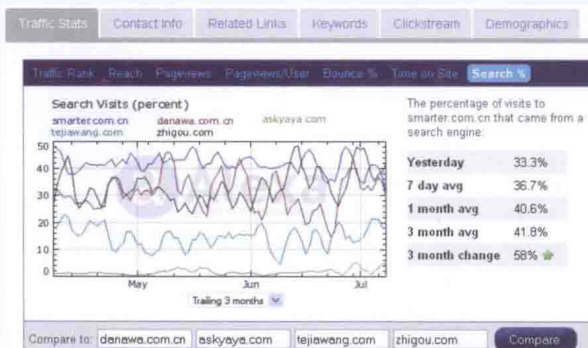 Traffic Stats Contact Info Related Links Keywords Clickstream Demographics
Traffic Rank Reach Pageviews Pageviews/User Bounce % Time on Site Search %
Search Visits (percent)
smarter.com.cn danawa.com.cn askyaya.com
tejiawang.com zhigou.com
50
40
30
20
10
0
May Jun Jul
Trailing 3 months
The percentage of visits to
smarter.com.cn that came from a
search engine:
Yesterday 33.3%
7 day avg 36.7%
1 month avg 40.6%
3 month avg 41.8%
3 month change 58%
Compare to: danawa.com.cn askyaya.com tejiawang.com zhigou.com Compare